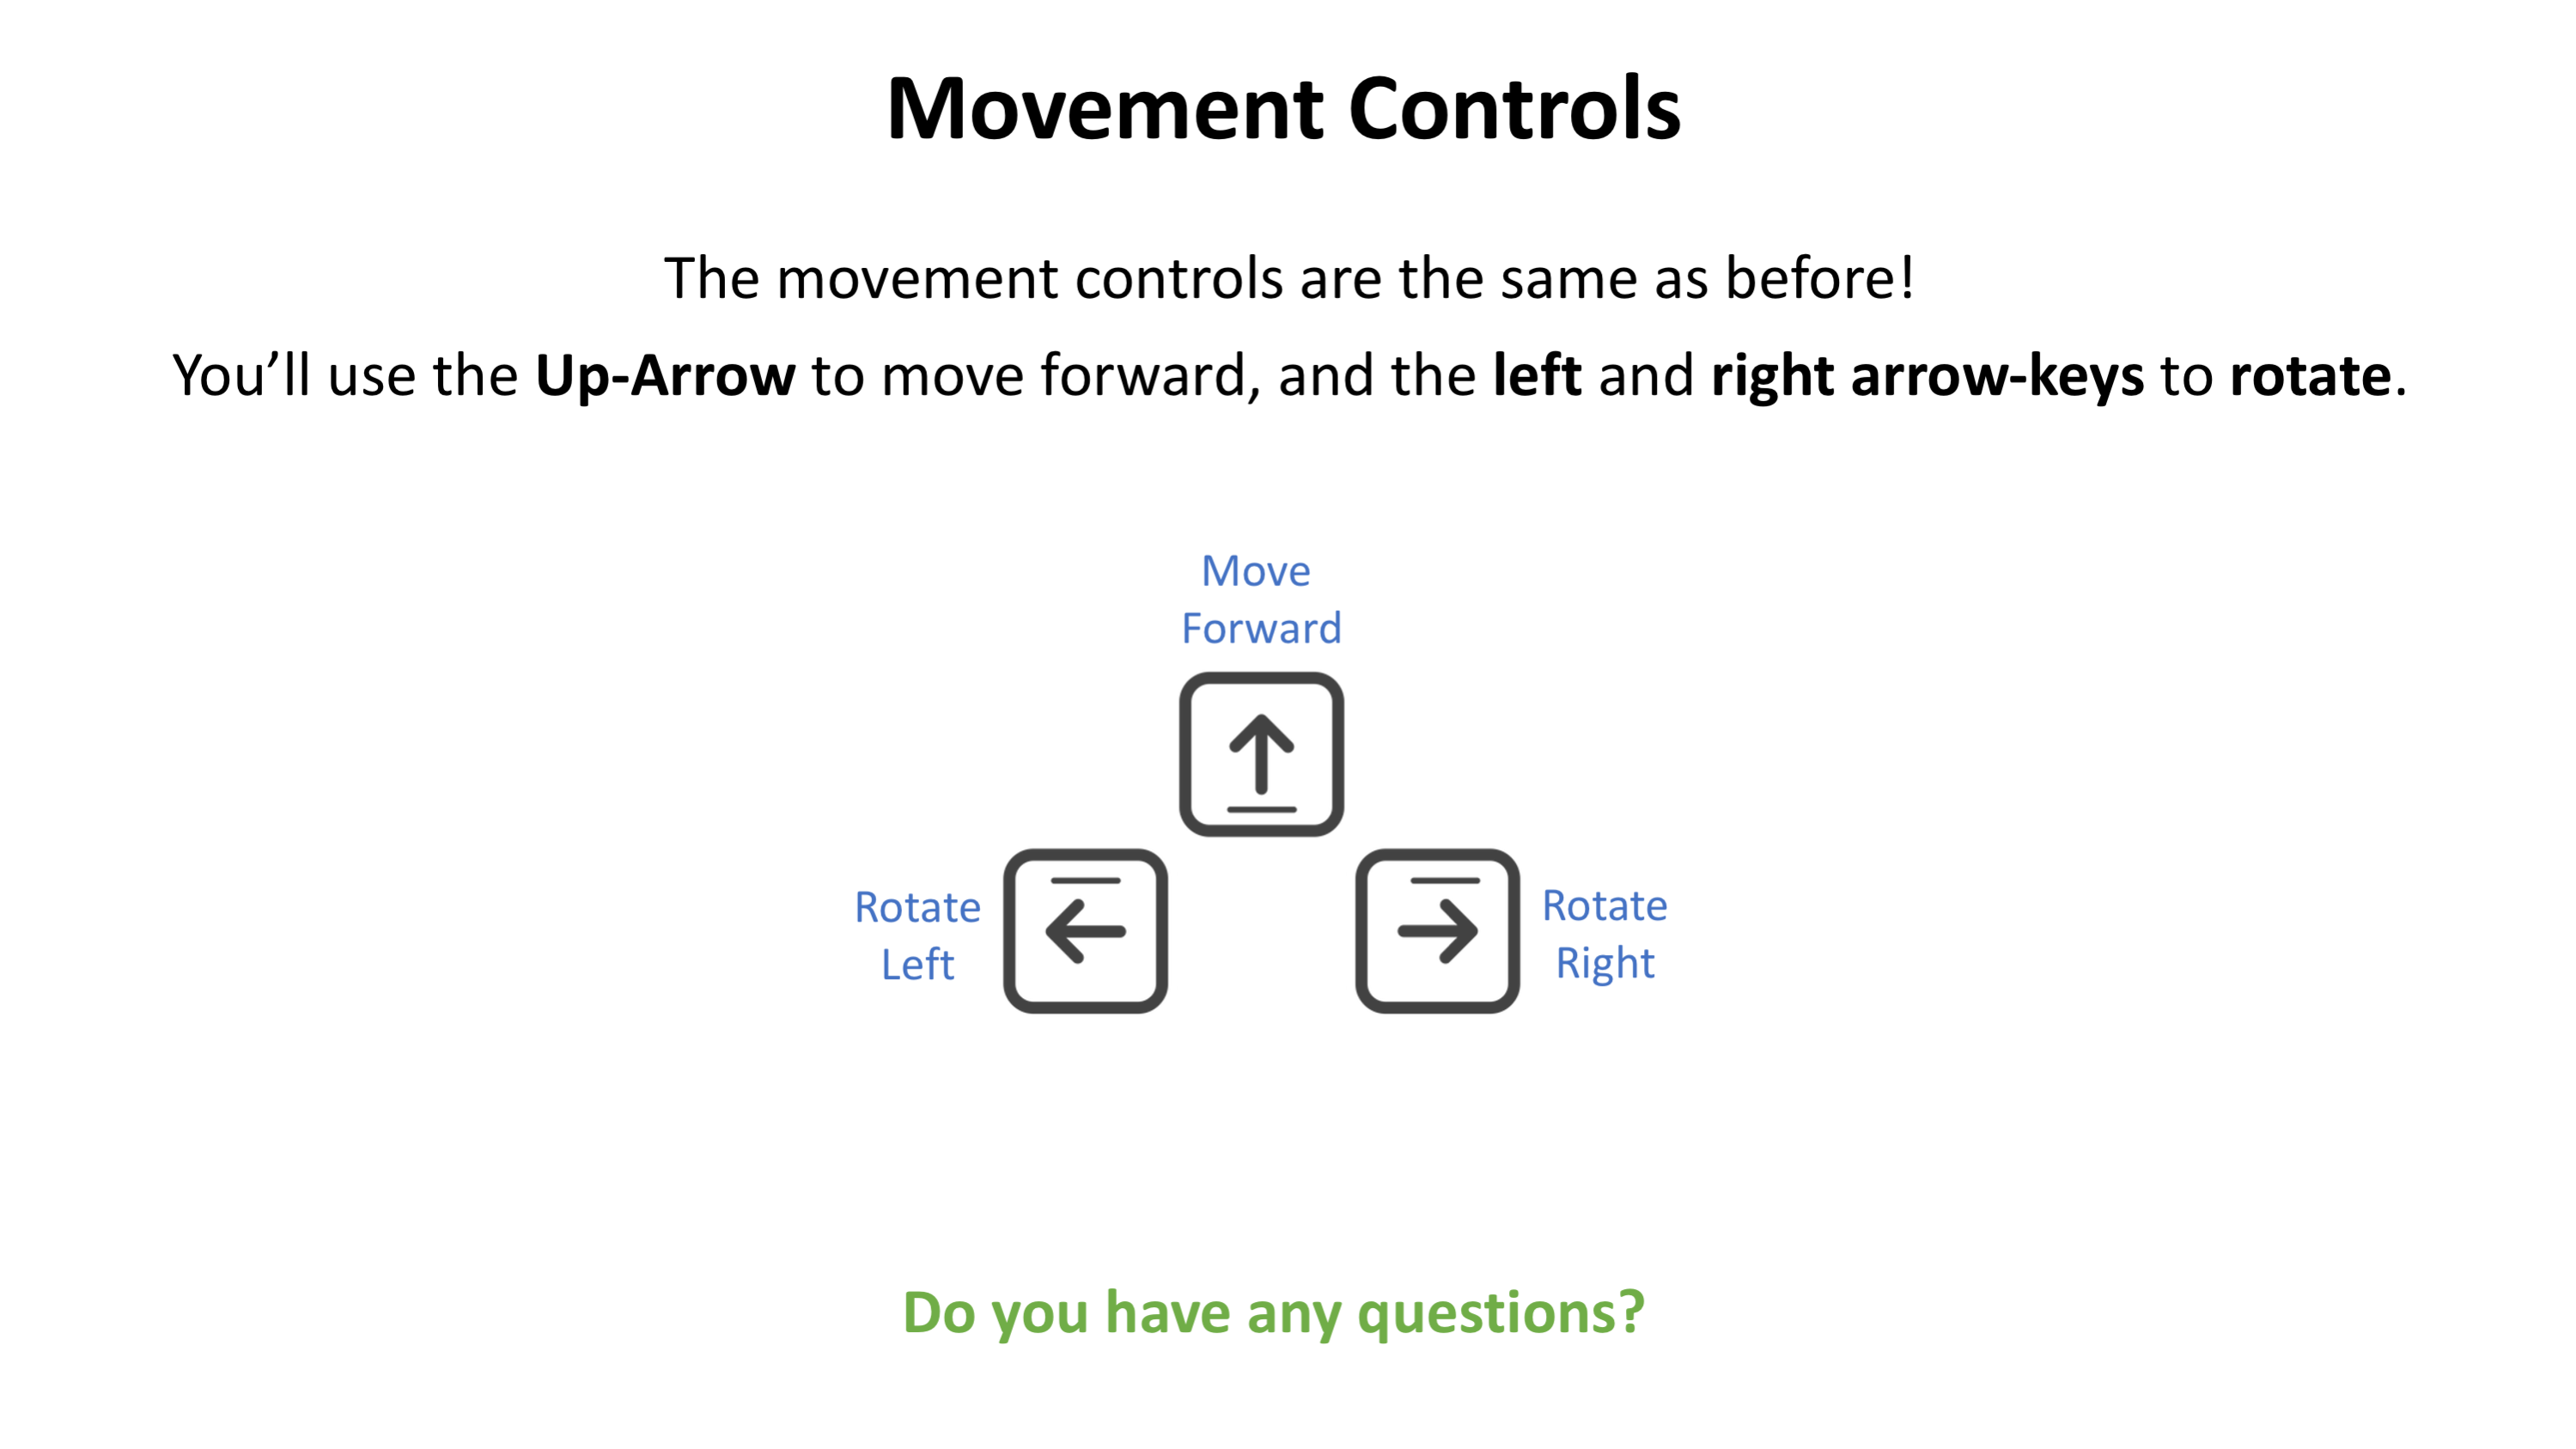 Movement Controls
The movement controls are the same as before!
You’ll use the Up-Arrow to move forward, and the left and right arrow-keys to rotate.
Move
Forward
Rotate
Left
Rotate
Right
Do you have any questions?